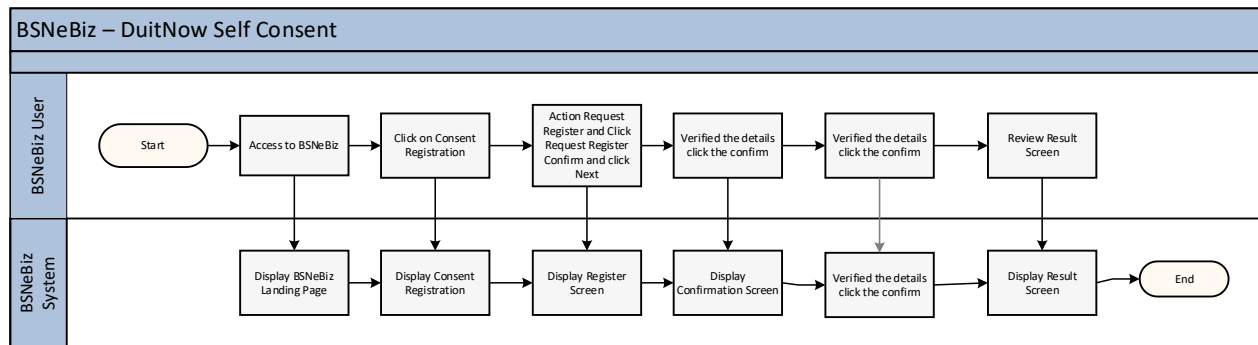 BSNeBiz – DuitNow Self Consent
BSNeBiz User
Start
Access to BSNeBiz
Click on Consent
Registration
Action Request
Register and Click
Request Register
Confirm and click
Next
Verified the details
click the confirm
Verified the details
click the confirm
Review Result
Screen
BSNeBiz
System
Display BSNeBiz
Landing Page
Display Consent
Registration
Display Register
Screen
Display
Confirmation Screen
Verified the details
click the confirm
Display Result
Screen
End